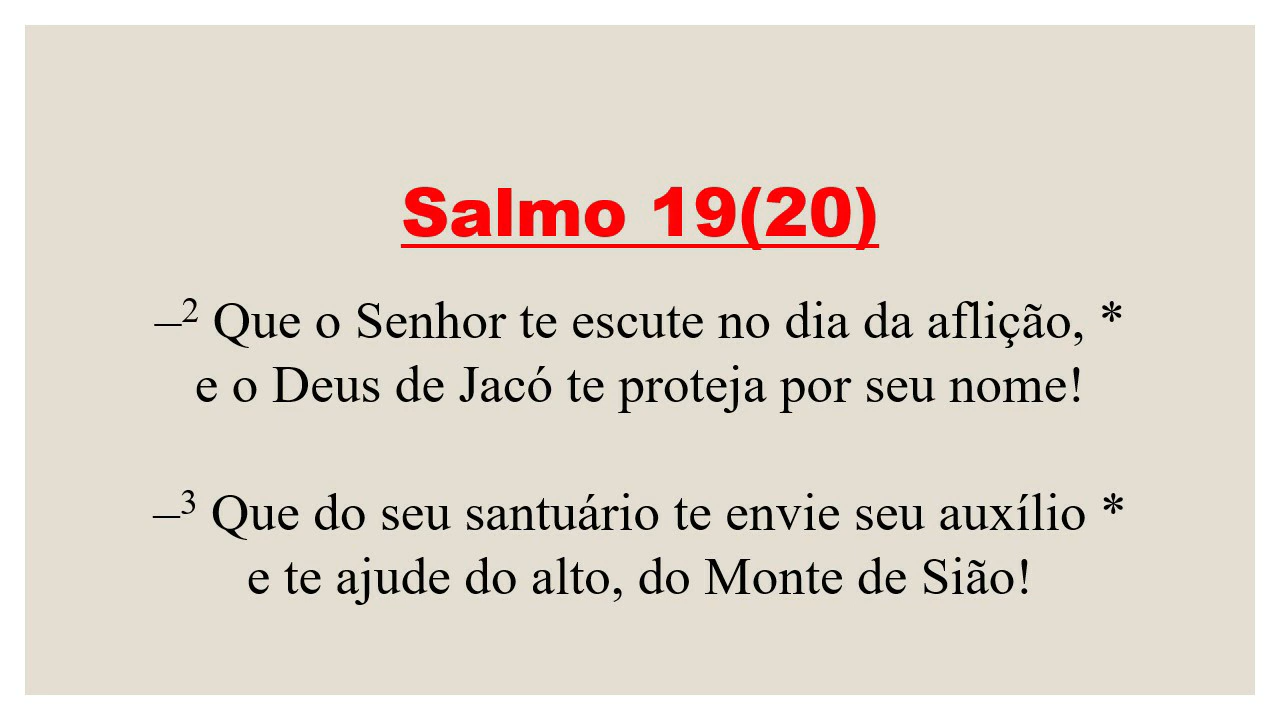 Salmo 19(20)
–² Que o Senhor te escute no dia da aflição, *
e o Deus de Jacó te proteja por seu nome!
–³ Que do seu santuário te envie seu auxílio *
e te ajude do alto, do Monte de Sião!